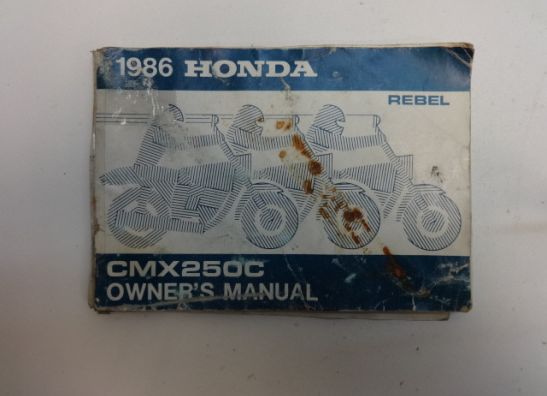 1986 HONDA
REBEL
CMX250C
OWNER'S MANUAL